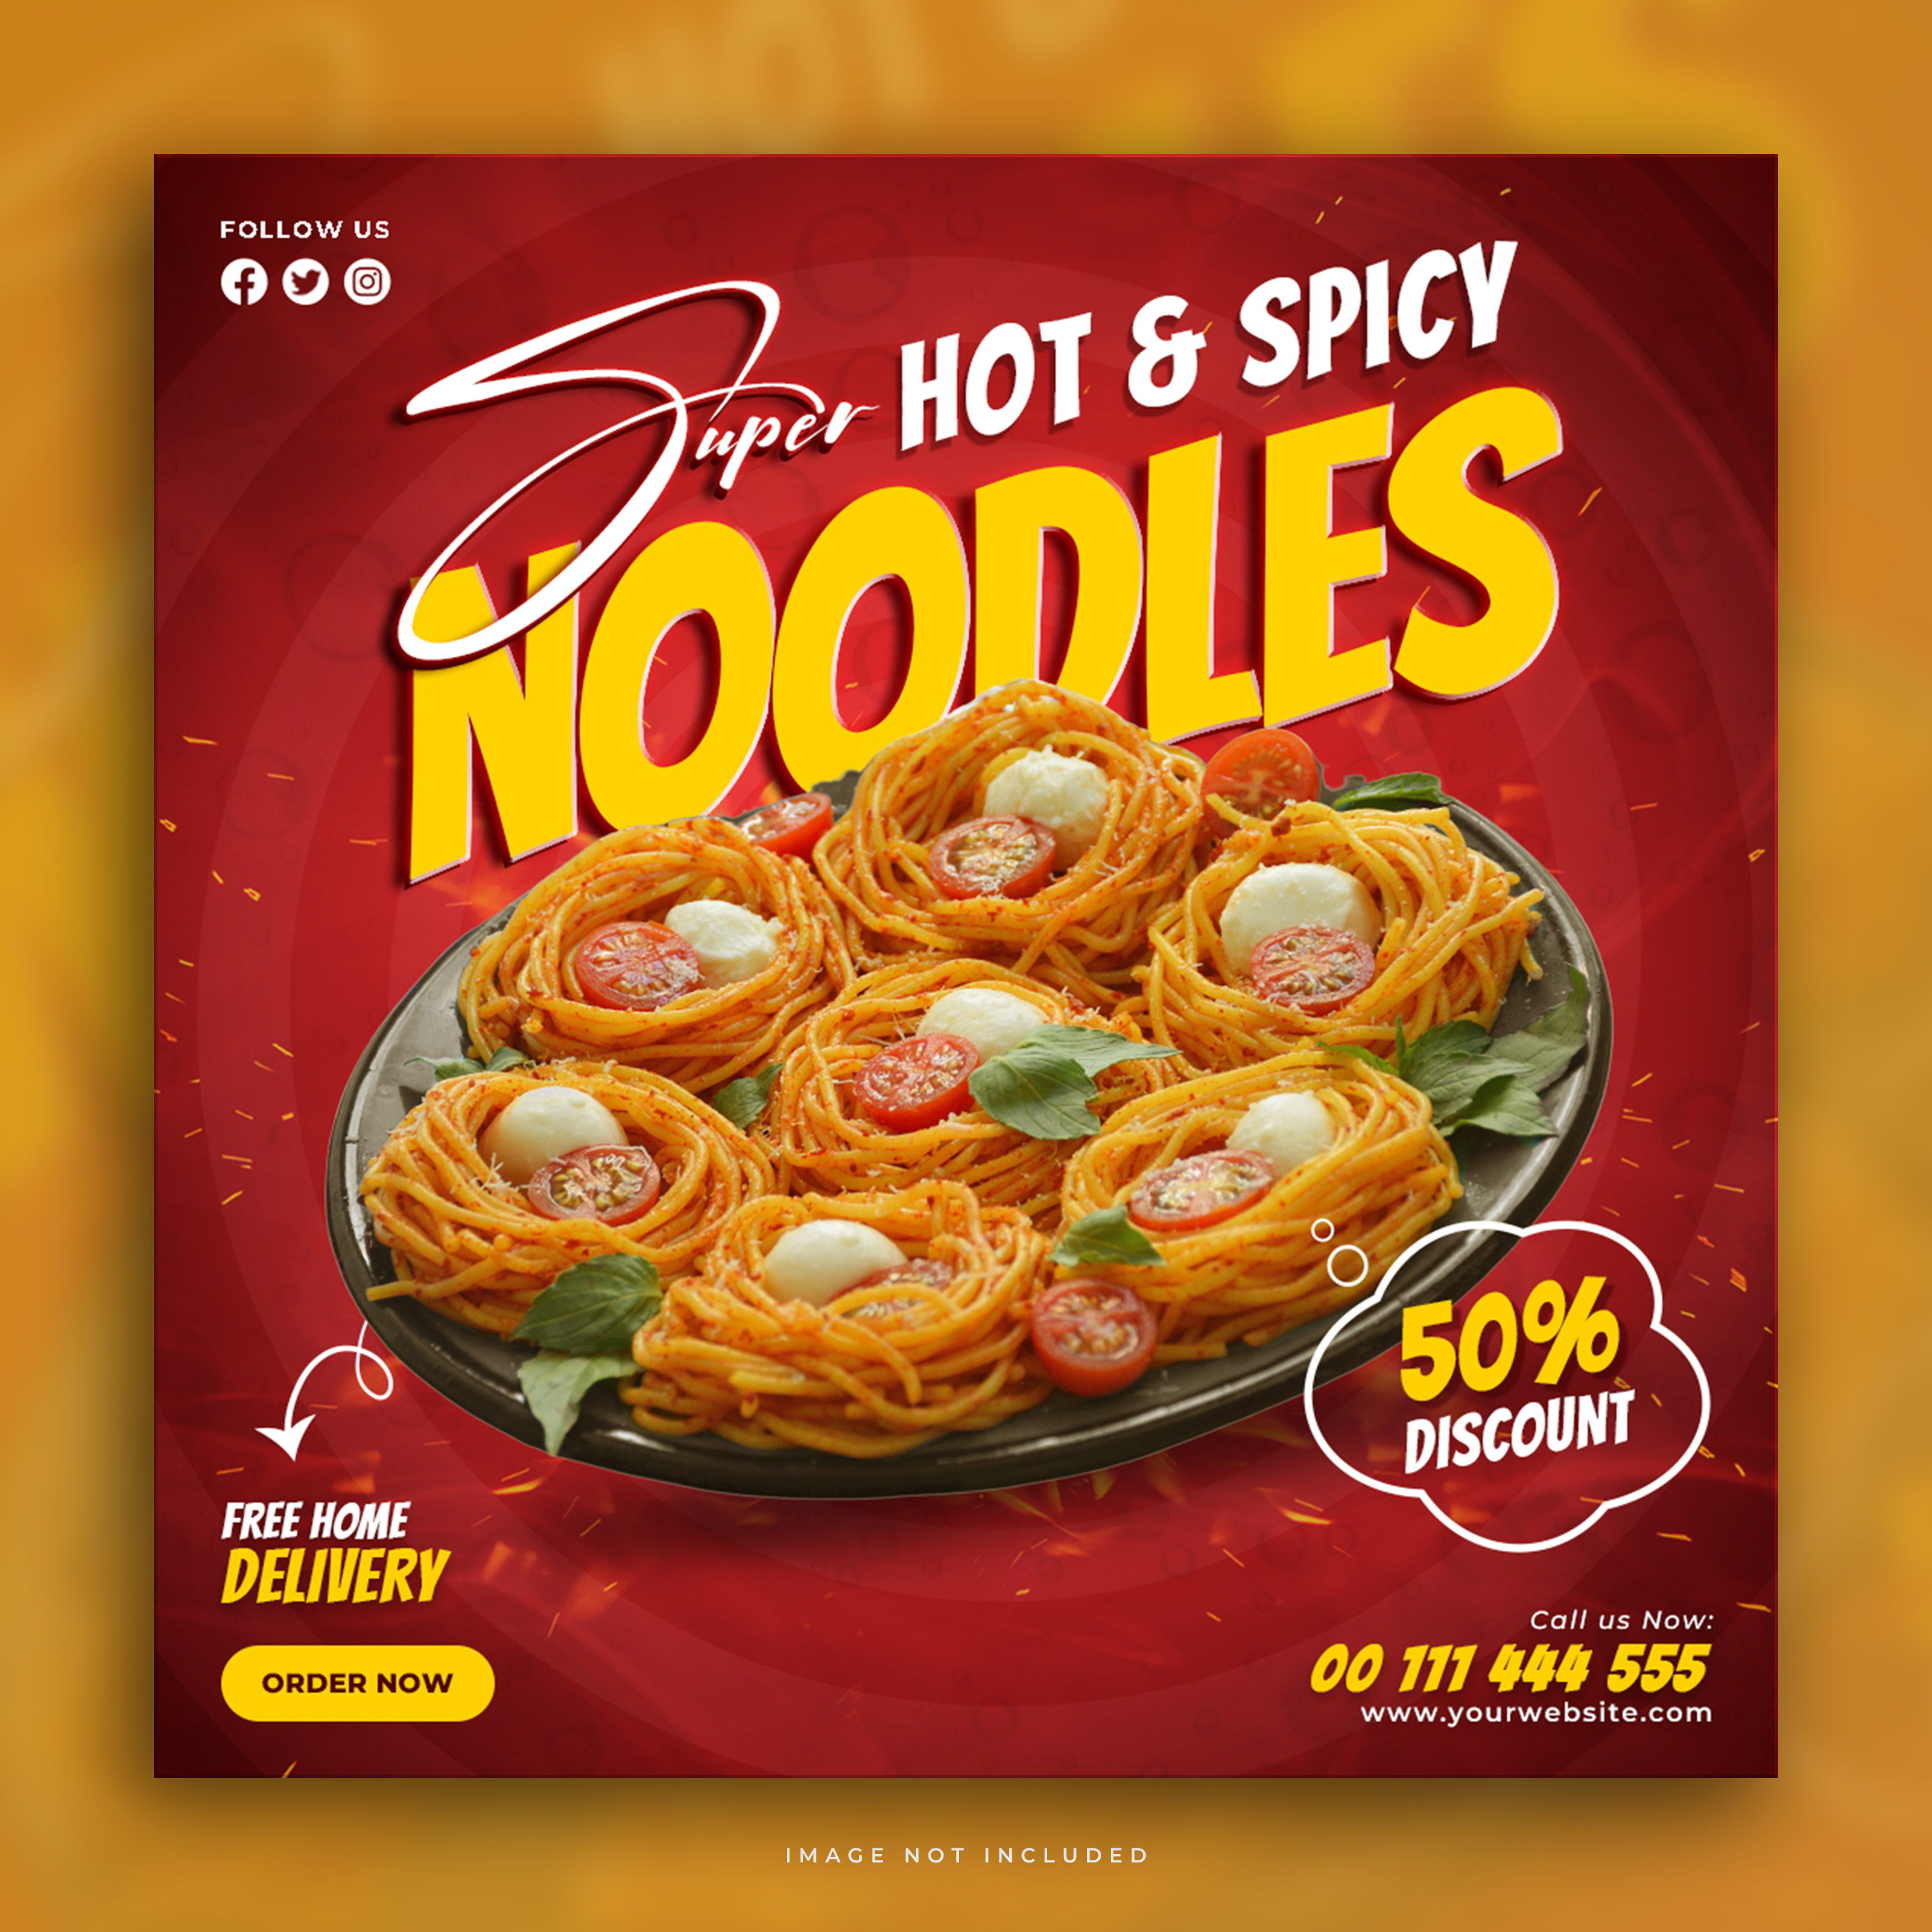 FOLLOW US
Super HOT & SPICY
NOODLES
50%
DISCOUNT
FREE HOME
DELIVERY
ORDER NOW
Call us Now:
00 111 444 555
www.yourwebsite.com
IMAGE NOT INCLUDED